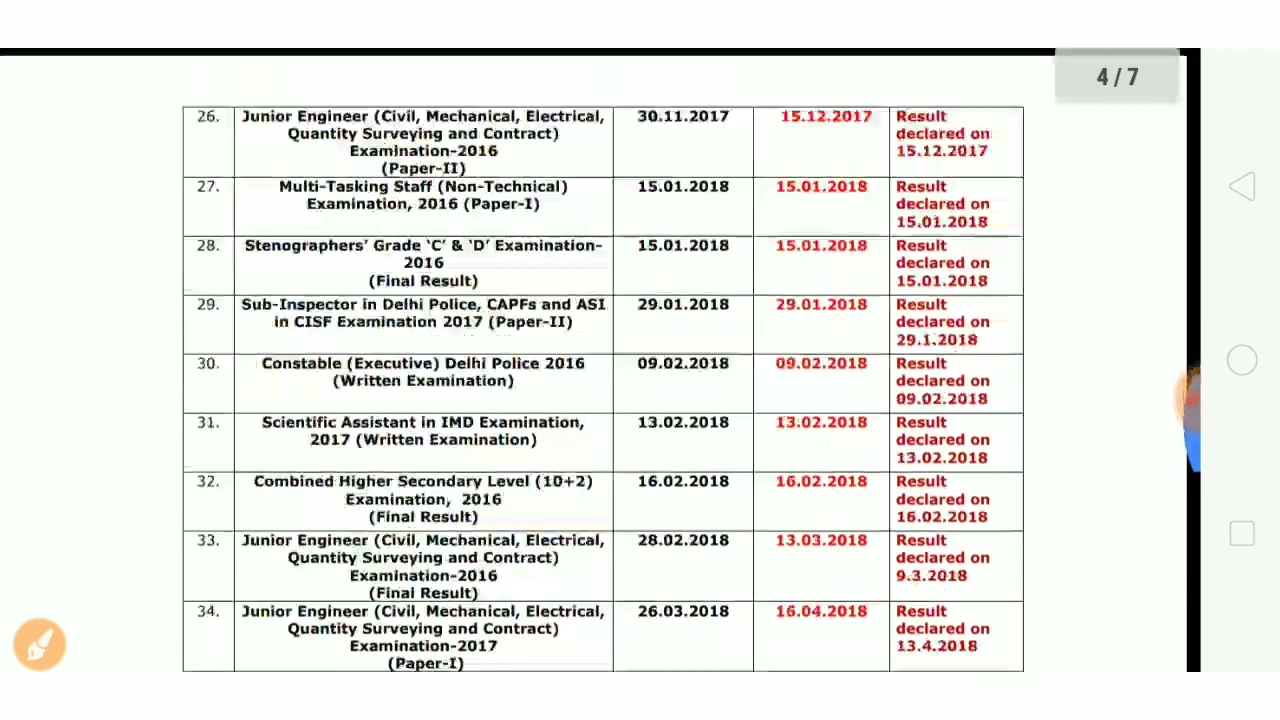 4 / 7
26. Junior Engineer (Civil, Mechanical, Electrical, 30.11.2017 15.12.2017 Result
Quantity Surveying and Contract) declared on
Examination-2016 15.12.2017
(Paper-II)
27. Multi-Tasking Staff (Non-Technical) 15.01.2018 15.01.2018 Result
Examination, 2016 (Paper-I) declared on
15.01.2018
28. Stenographers’ Grade ‘C’ & ‘D’ Examination- 15.01.2018 15.01.2018 Result
2016 declared on
(Final Result) 15.01.2018
29. Sub-Inspector in Delhi Police, CAPFs and ASI 29.01.2018 29.01.2018 Result
in CISF Examination 2017 (Paper-II) declared on
29.1.2018
30. Constable (Executive) Delhi Police 2016 09.02.2018 09.02.2018 Result
(Written Examination) declared on
09.02.2018
31. Scientific Assistant in IMD Examination, 13.02.2018 13.02.2018 Result
2017 (Written Examination) declared on
13.02.2018
32. Combined Higher Secondary Level (10+2) 16.02.2018 16.02.2018 Result
Examination, 2016 declared on
(Final Result) 16.02.2018
33. Junior Engineer (Civil, Mechanical, Electrical, 28.02.2018 13.03.2018 Result
Quantity Surveying and Contract) declared on
Examination-2016 9.3.2018
(Final Result)
34. Junior Engineer (Civil, Mechanical, Electrical, 26.03.2018 16.04.2018 Result
Quantity Surveying and Contract) declared on
Examination-2017 13.4.2018
(Paper-I)